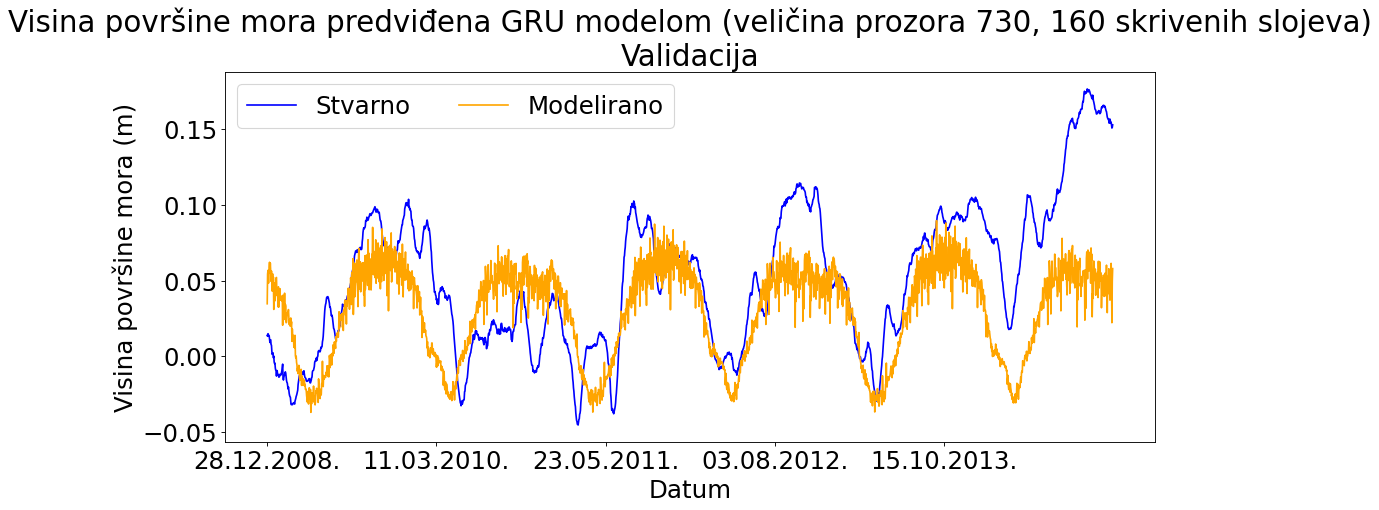 Visina površine mora predviđena GRU modelom (veličina prozora 730, 160 skrivenih slojeva)
Validacija
Stvarno
Modelirano
Visina površine mora (m)
0.15
0.10
0.05
0.00
−0.05
28.12.2008.
11.03.2010.
23.05.2011.
03.08.2012.
15.10.2013.
Datum